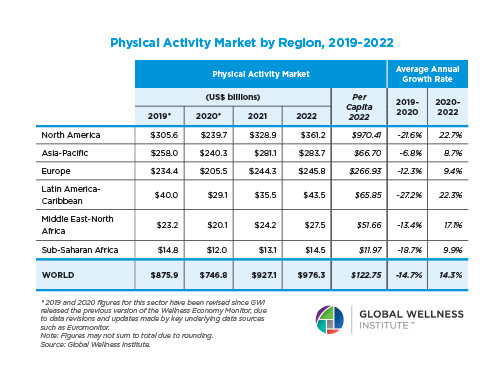 Physical Activity Market by Region, 2019-2022
Physical Activity Market Average Annual Growth Rate
(US$ billions) Per Capita 2022 2019-2020 2020-2022
2019* 2020* 2021 2022
North America $305.6 $239.7 $328.9 $361.2 $970.41 -21.6% 22.7%
Asia-Pacific $258.0 $240.3 $281.1 $283.7 $66.70 -6.8% 8.7%
Europe $234.4 $205.5 $244.3 $245.8 $266.93 -12.3% 9.4%
Latin America-Caribbean $40.0 $29.1 $35.5 $43.5 $65.85 -27.2% 22.3%
Middle East-North Africa $23.2 $20.1 $24.2 $27.5 $51.66 -13.4% 17.1%
Sub-Saharan Africa $14.8 $12.0 $13.1 $14.5 $11.97 -18.7% 9.9%
WORLD $875.9 $746.8 $927.1 $976.3 $122.75 -14.7% 14.3%
* 2019 and 2020 figures for this sector have been revised since GWI
released the previous version of the Wellness Economy Monitor, due
to data revisions and updates made by key underlying data sources
such as Euromonitor.
Note: Figures may not sum to total due to rounding.
Source: Global Wellness Institute.
GLOBAL WELLNESS
INSTITUTE™